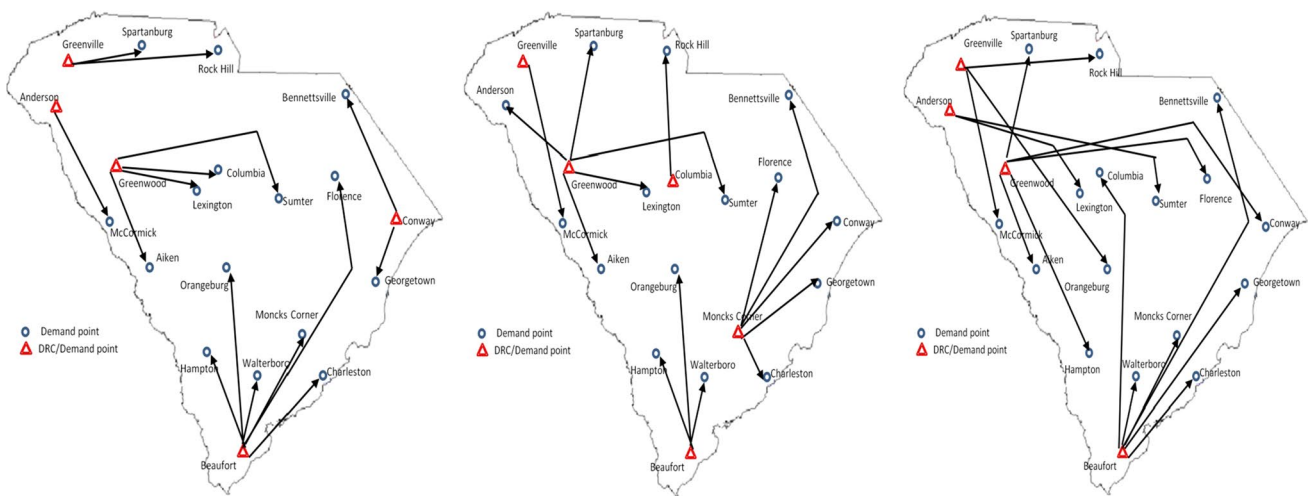 Spartanburg
Greenville
Rock Hill
Anderson
Bennettsville
Greenwood
Columbia
Lexington
Sumter
Florence
McCormick
Conway
Aiken
Orangeburg
Georgetown
Moncks Corner
Demand point
DRC/Demand point
Hampton
Walterboro
Charleston
Beaufort
Spartanburg
Greenville
Rock Hill
Anderson
Bennettsville
Florence
Greenwood
Columbia
Lexington
Sumter
McCormick
Conway
Aiken
Orangeburg
Georgetown
Moncks Corner
Demand point
DRC/Demand point
Hampton
Walterboro
Charleston
Beaufort
Spartanburg
Greenville
Rock Hill
Anderson
Bennettsville
Greenwood
Columbia
Lexington
Sumter
Florence
McCormick
Conway
Aiken
Orangeburg
Georgetown
Moncks Corner
Demand point
DRC/Demand point
Hampton
Walterboro
Charleston
Beaufort